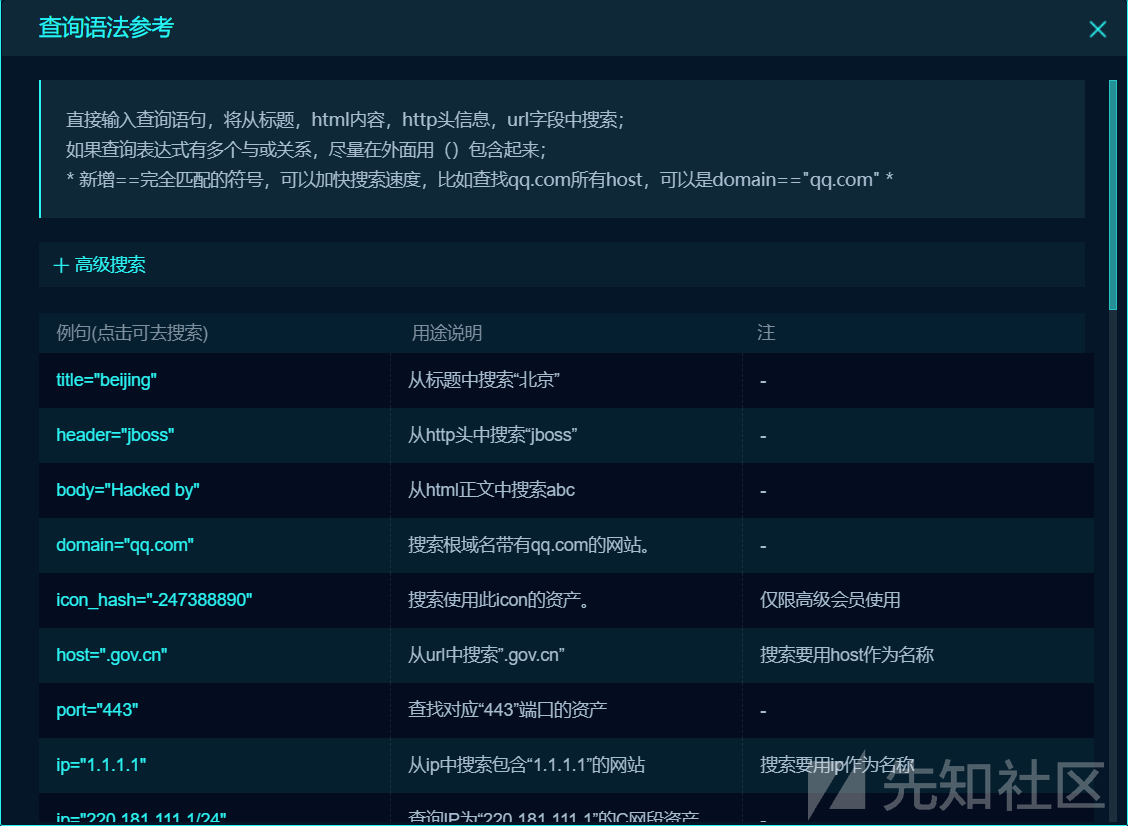 查询语法参考
直接输入查询语句，将从标题，html内容，http头信息，url字段中搜索；
如果查询表达式有多个与或关系，尽量在外面用（）包含起来；
* 新增==完全匹配的符号，可以加快搜索速度，比如查找qq.com所有host，可以是domain=="qq.com" *
高级搜索
例句(点击可去搜索) 用途说明 注
title="beijing" 从标题中搜索“北京” -
header="jboss" 从http头中搜索“jboss” -
body="Hacked by" 从html正文中搜索abc -
domain="qq.com" 搜索根域名带有qq.com的网站。 -
icon_hash="-247388890" 搜索使用此icon的资产。 仅限高级会员使用
host=".gov.cn" 从url中搜索”.gov.cn” 搜索要用host作为名称
port="443" 查找对应“443”端口的资产 -
ip="1.1.1.1" 从ip中搜索包含“1.1.1.1”的网站 搜索要用ip作为名称
ip="220.181.111.1/24" 查询IP为“220.181.111.1”的C网段资产 -
先知社区